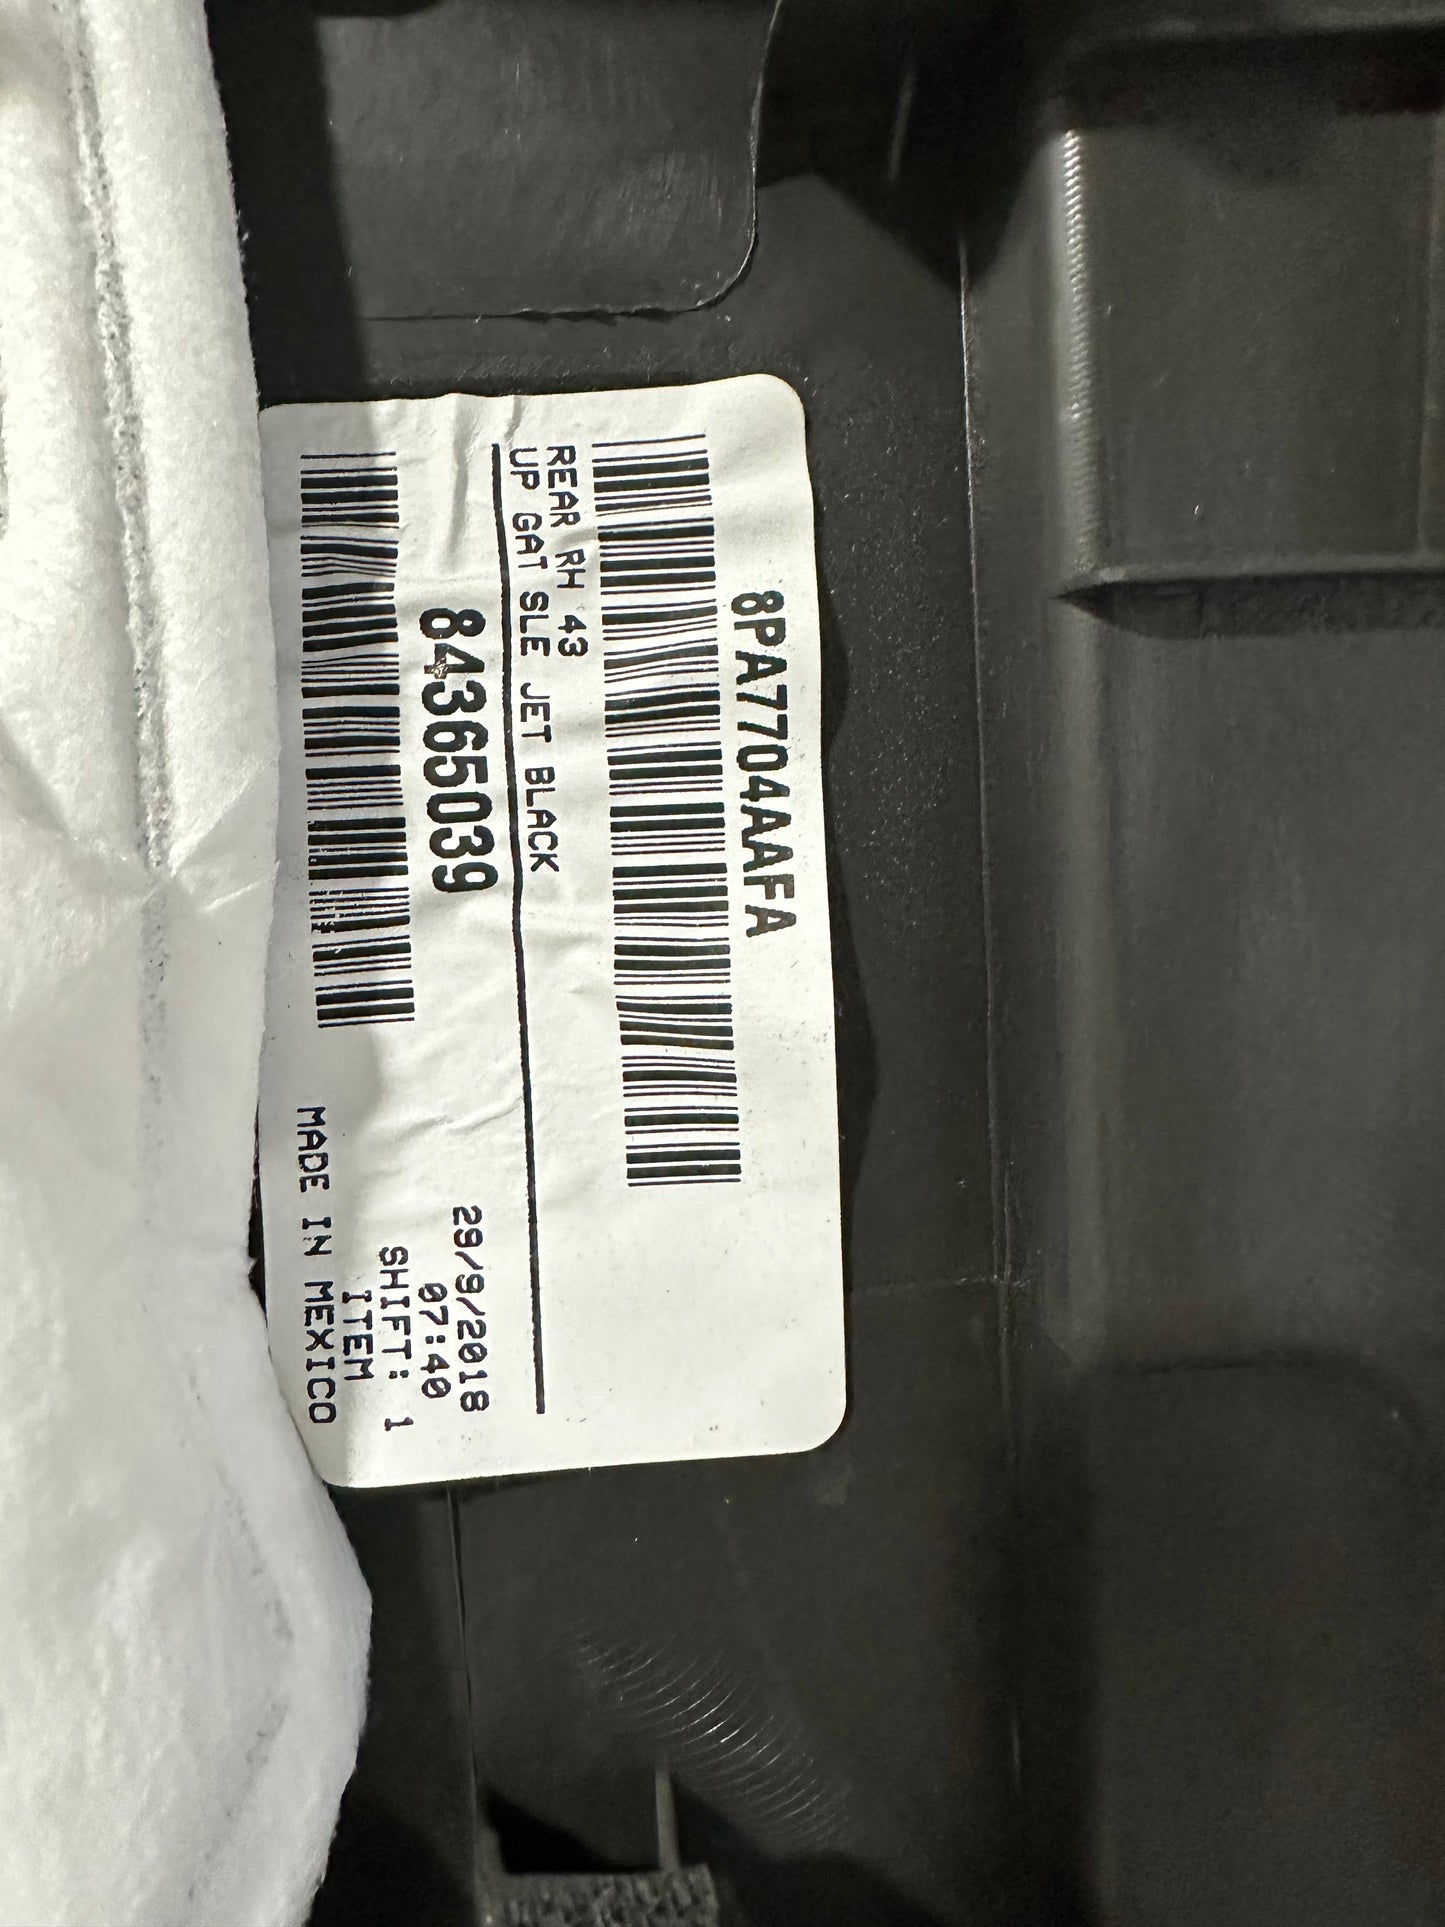 8PA7704AAFA
REAR RH 43
UP GAT SLE JET BLACK
84365039
29/9/2018
07:40
SHIFT: 1
ITEM
MADE IN MEXICO